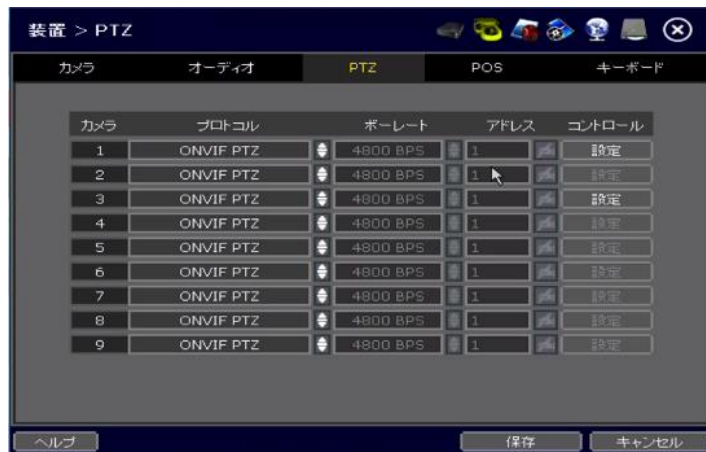 装置 > PTZ
カメラ オーディオ PTZ POS キーボード
カメラ プロトコル ボーレート アドレス コントロール
1 ONVIF PTZ 4800 BPS 1 設定
2 ONVIF PTZ 4800 BPS 1 設定
3 ONVIF PTZ 4800 BPS 1 設定
4 ONVIF PTZ 4800 BPS 1 設定
5 ONVIF PTZ 4800 BPS 1 設定
6 ONVIF PTZ 4800 BPS 1 設定
7 ONVIF PTZ 4800 BPS 1 設定
8 ONVIF PTZ 4800 BPS 1 設定
9 ONVIF PTZ 4800 BPS 1 設定
ヘルプ 保存 キャンセル